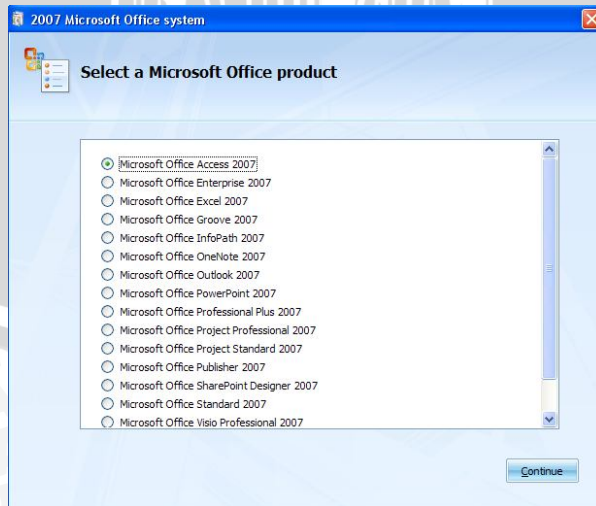 2007 Microsoft Office system
Select a Microsoft Office product
Microsoft Office Access 2007
Microsoft Office Enterprise 2007
Microsoft Office Excel 2007
Microsoft Office Groove 2007
Microsoft Office InfoPath 2007
Microsoft Office OneNote 2007
Microsoft Office Outlook 2007
Microsoft Office PowerPoint 2007
Microsoft Office Professional Plus 2007
Microsoft Office Project Professional 2007
Microsoft Office Project Standard 2007
Microsoft Office Publisher 2007
Microsoft Office SharePoint Designer 2007
Microsoft Office Standard 2007
Microsoft Office Visio Professional 2007
Continue